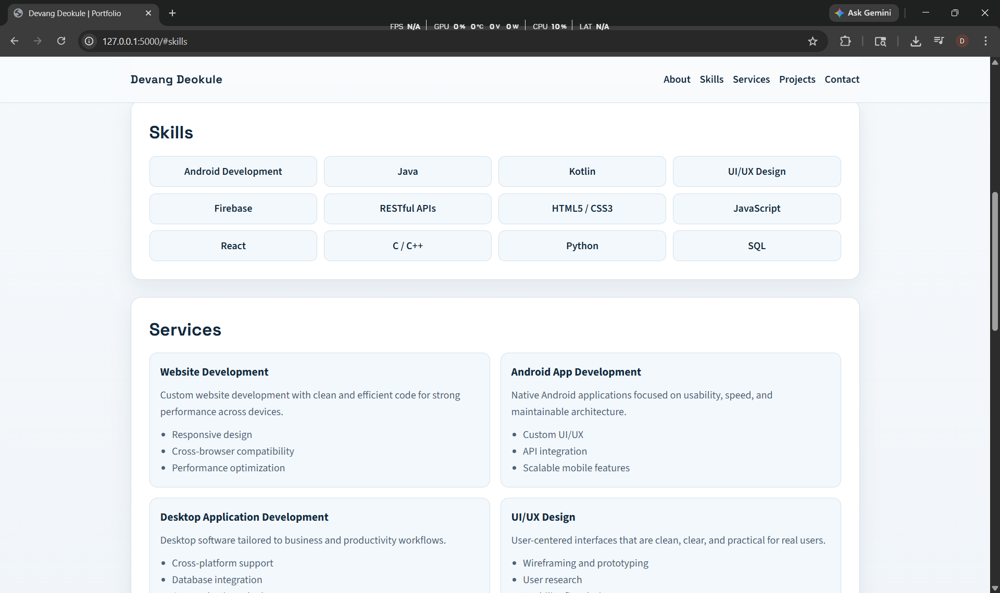 Devang Deokule | Portfolio
Ask Gemini
FPS N/A GPU 0% 0°C 0V 0W CPU 10% LAT N/A
127.0.0.1:5000/#skills
D
Devang Deokule
About Skills Services Projects Contact
Skills
Android Development Java Kotlin UI/UX Design
Firebase RESTful APIs HTML5 / CSS3 JavaScript
React C / C++ Python SQL
Services
Website Development
Custom website development with clean and efficient code for strong
performance across devices.
• Responsive design
• Cross-browser compatibility
• Performance optimization
Android App Development
Native Android applications focused on usability, speed, and
maintainable architecture.
• Custom UI/UX
• API integration
• Scalable mobile features
Desktop Application Development
Desktop software tailored to business and productivity workflows.
• Cross-platform support
• Database integration
UI/UX Design
User-centered interfaces that are clean, clear, and practical for real users.
• Wireframing and prototyping
• User research